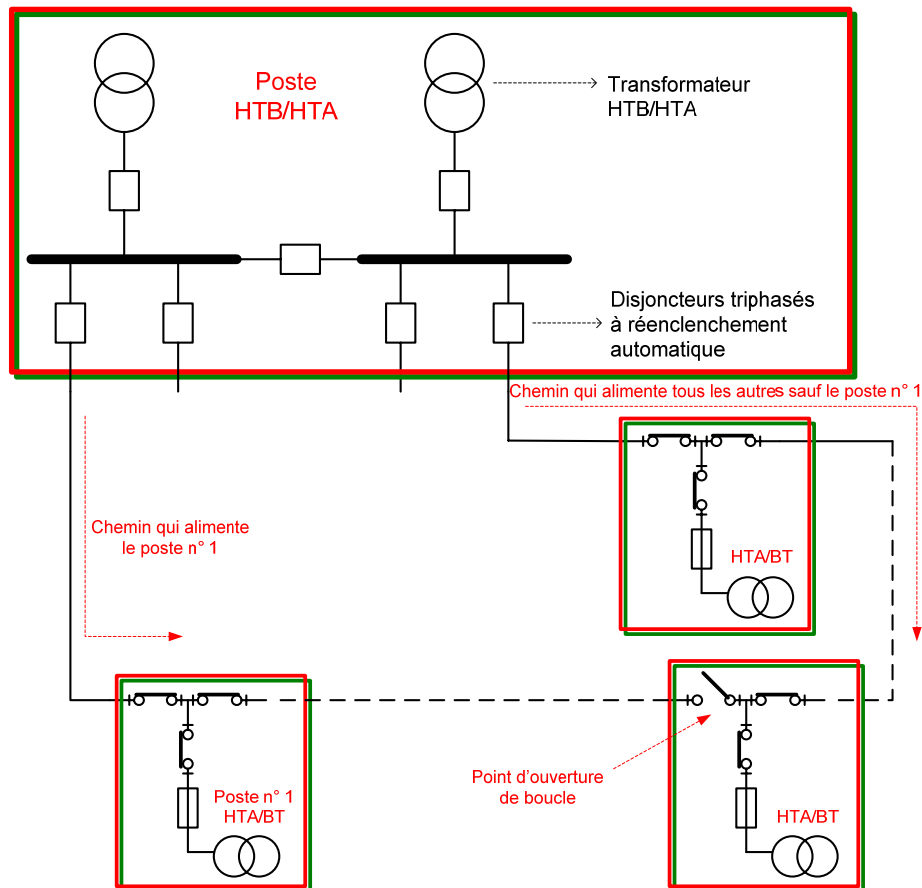 Poste
HTB/HTA
Transformateur
HTB/HTA
Disjoncteurs triphasés
à réenclenchement
automatique
Chemin qui alimente tous les autres sauf le poste n° 1
Chemin qui alimente
le poste n° 1
HTA/BT
Point d'ouverture
de boucle
Poste n° 1
HTA/BT
HTA/BT